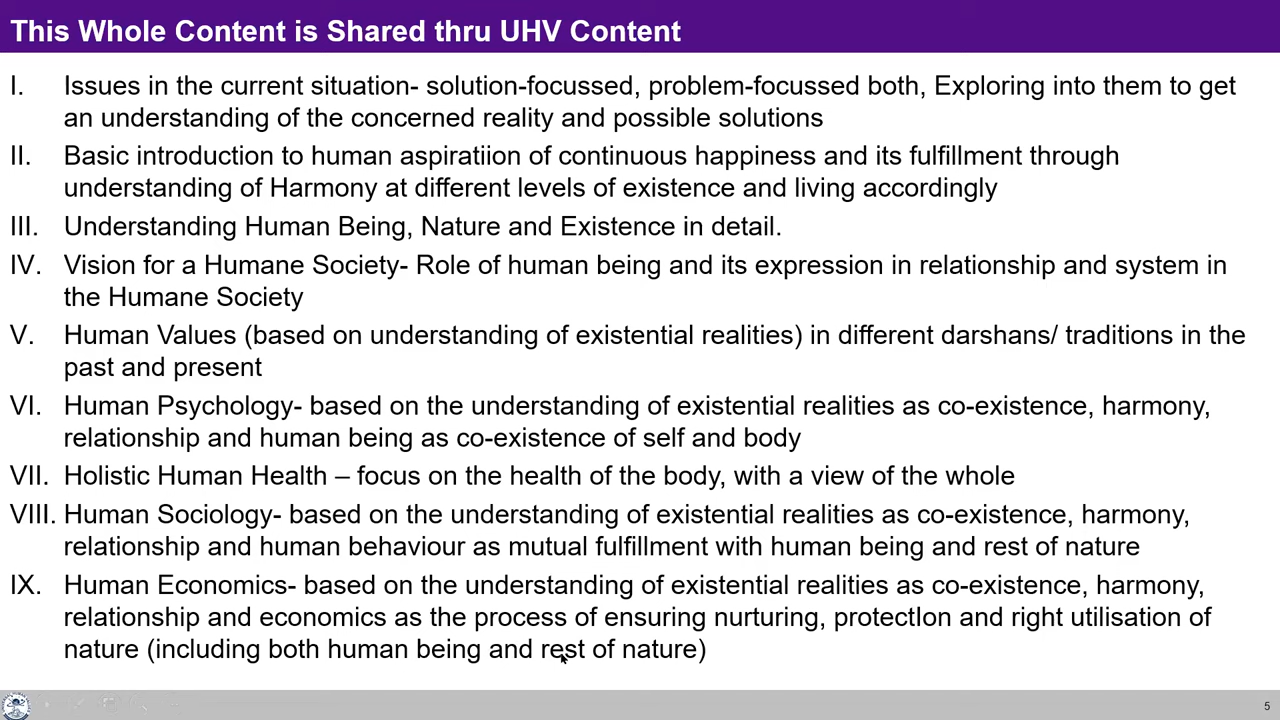 This Whole Content is Shared thru UHV Content
I. Issues in the current situation- solution-focussed, problem-focussed both, Exploring into them to get
an understanding of the concerned reality and possible solutions
II. Basic introduction to human aspiratiion of continuous happiness and its fulfillment through
understanding of Harmony at different levels of existence and living accordingly
III. Understanding Human Being, Nature and Existence in detail.
IV. Vision for a Humane Society- Role of human being and its expression in relationship and system in
the Humane Society
V. Human Values (based on understanding of existential realities) in different darshans/ traditions in the
past and present
VI. Human Psychology- based on the understanding of existential realities as co-existence, harmony,
relationship and human being as co-existence of self and body
VII. Holistic Human Health – focus on the health of the body, with a view of the whole
VIII. Human Sociology- based on the understanding of existential realities as co-existence, harmony,
relationship and human behaviour as mutual fulfillment with human being and rest of nature
IX. Human Economics- based on the understanding of existential realities as co-existence, harmony,
relationship and economics as the process of ensuring nurturing, protectIon and right utilisation of
nature (including both human being and rest of nature)
5